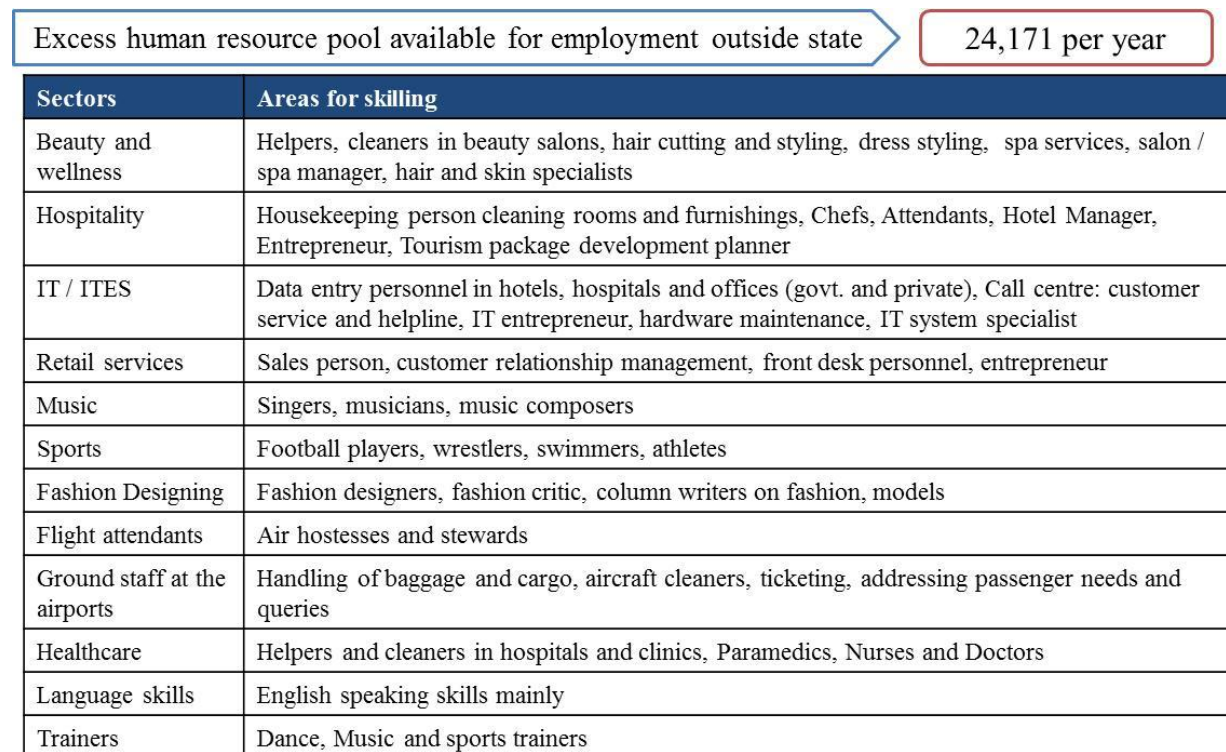 Excess human resource pool available for employment outside state
24,171 per year
Sectors
Areas for skilling
Beauty and
wellness
Helpers, cleaners in beauty salons, hair cutting and styling, dress styling, spa services, salon /
spa manager, hair and skin specialists
Hospitality
Housekeeping person cleaning rooms and furnishings, Chefs, Attendants, Hotel Manager,
Entrepreneur, Tourism package development planner
IT / ITES
Data entry personnel in hotels, hospitals and offices (govt. and private), Call centre: customer
service and helpline, IT entrepreneur, hardware maintenance, IT system specialist
Retail services
Sales person, customer relationship management, front desk personnel, entrepreneur
Music
Singers, musicians, music composers
Sports
Football players, wrestlers, swimmers, athletes
Fashion Designing
Fashion designers, fashion critic, column writers on fashion, models
Flight attendants
Air hostesses and stewards
Ground staff at the
airports
Handling of baggage and cargo, aircraft cleaners, ticketing, addressing passenger needs and
queries
Healthcare
Helpers and cleaners in hospitals and clinics, Paramedics, Nurses and Doctors
Language skills
English speaking skills mainly
Trainers
Dance, Music and sports trainers